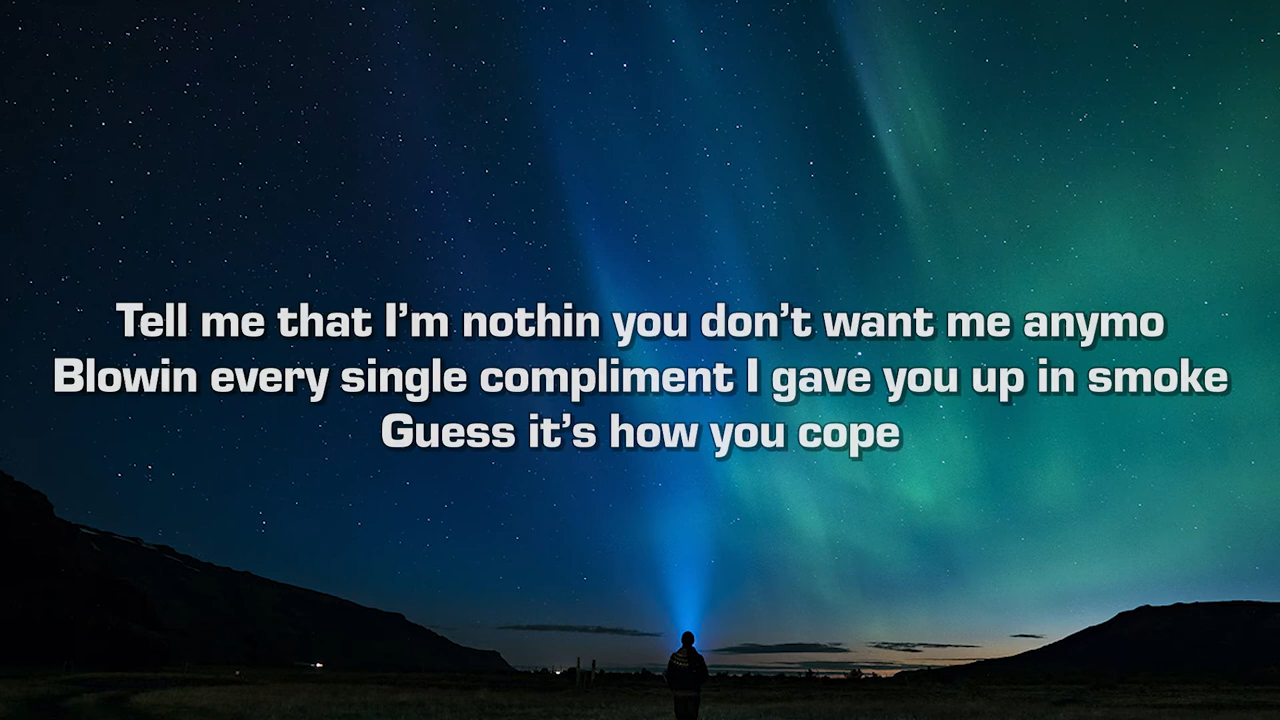 Tell me that I’m nothin you don’t want me anymo
Blowin every single compliment I gave you up in smoke
Guess it’s how you cope